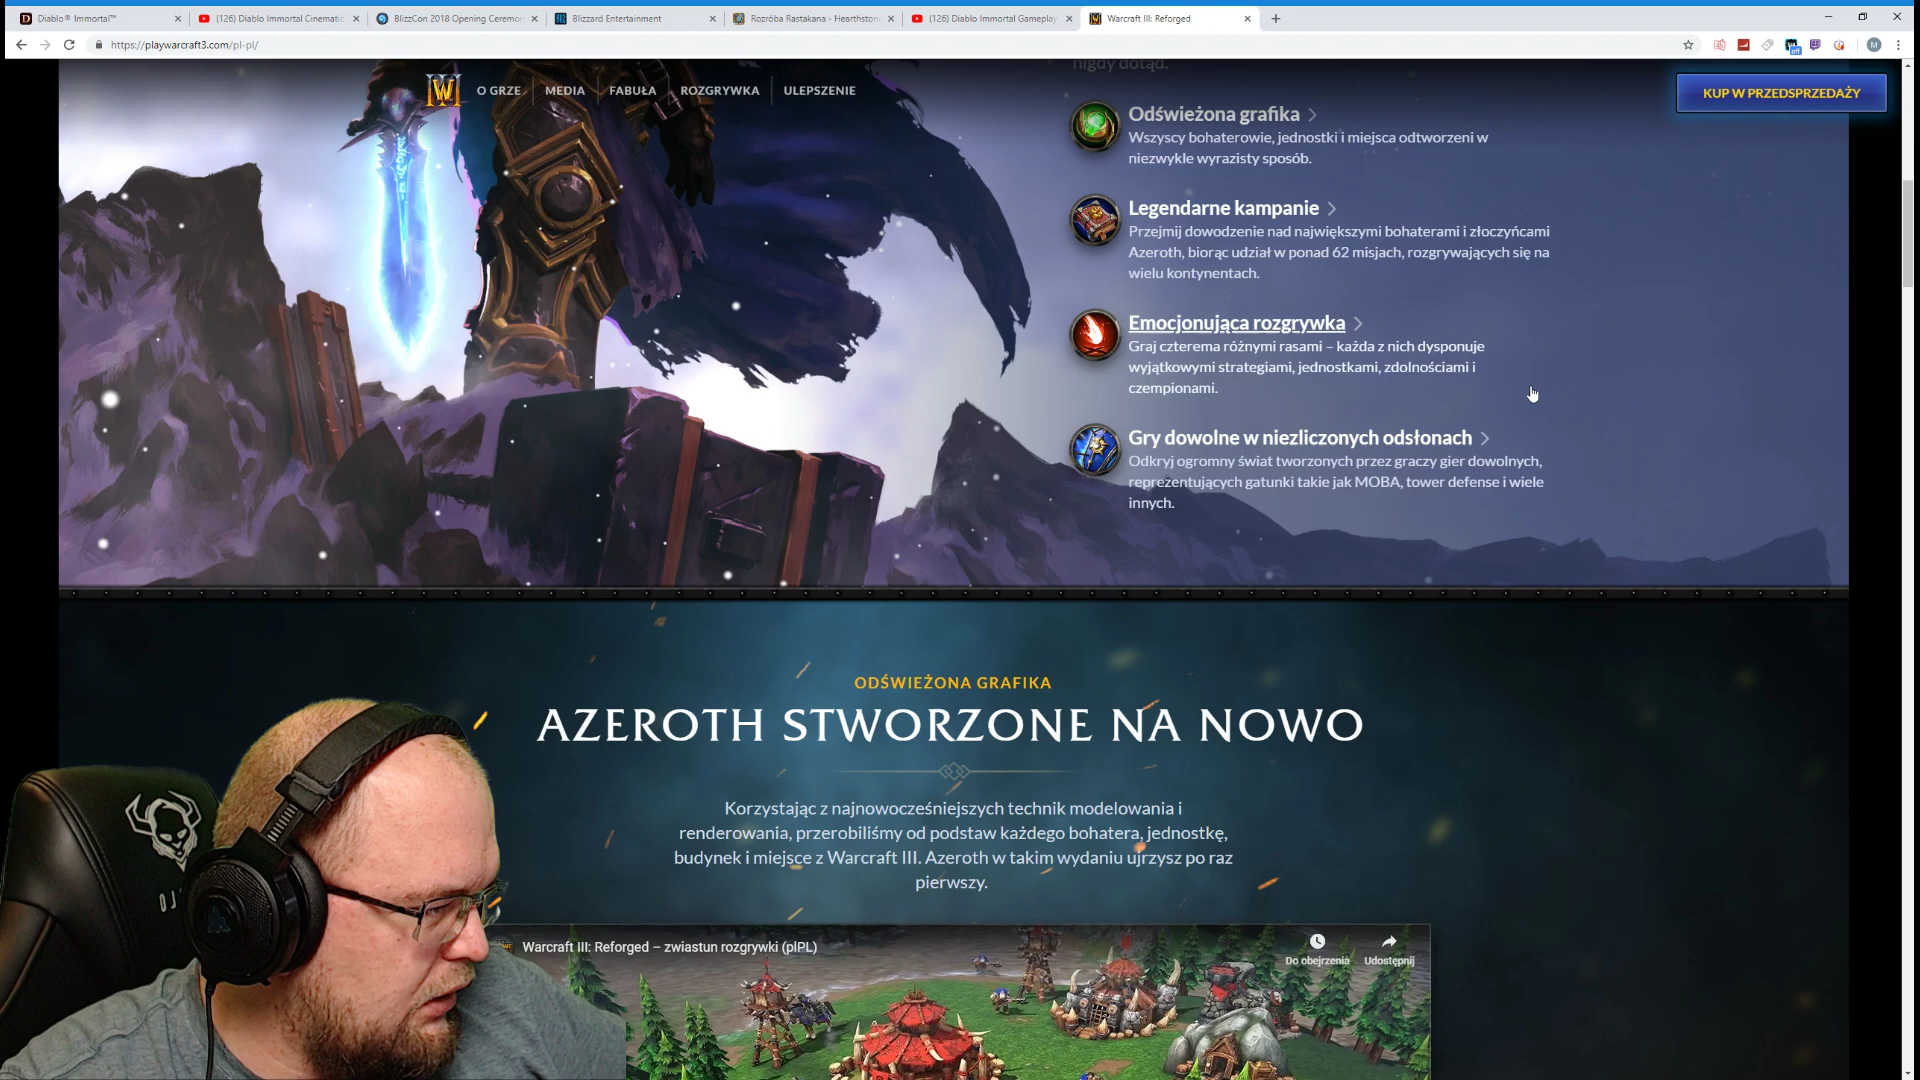 Diablo® Immortal™
(126) Diablo Immortal Cinematic
BlizzCon 2018 Opening Ceremon
Blizzard Entertainment
Rozróba Rastakana - Hearthston
(126) Diablo Immortal Gameplay
Warcraft III: Reforged
https://playwarcraft3.com/pl-pl/
off
M
O GRZE
MEDIA
FABUŁA
ROZGRYWKA
ULEPSZENIE
KUP W PRZEDSPRZEDAŻY
nigdy dotąd.
Odświeżona grafika
Wszyscy bohaterowie, jednostki i miejsca odtworzeni w
niezwykle wyrazisty sposób.
Legendarne kampanie
Przejmij dowodzenie nad największymi bohaterami i złoczyńcami
Azeroth, biorąc udział w ponad 62 misjach, rozgrywających się na
wielu kontynentach.
Emocjonująca rozgrywka
Graj czterema różnymi rasami – każda z nich dysponuje
wyjątkowymi strategiami, jednostkami, zdolnościami i
czempionami.
Gry dowolne w niezliczonych odsłonach
Odkryj ogromny świat tworzonych przez graczy gier dowolnych,
reprezentujących gatunki takie jak MOBA, tower defense i wiele
innych.
ODŚWIEŻONA GRAFIKA
AZEROTH STWORZONE NA NOWO
Korzystając z najnowocześniejszych technik modelowania i
renderowania, przerobiliśmy od podstaw każdego bohatera, jednostkę,
budynek i miejsce z Warcraft III. Azeroth w takim wydaniu ujrzysz po raz
pierwszy.
Warcraft III: Reforged – zwiastun rozgrywki (plPL)
Do obejrzenia
Udostępnij